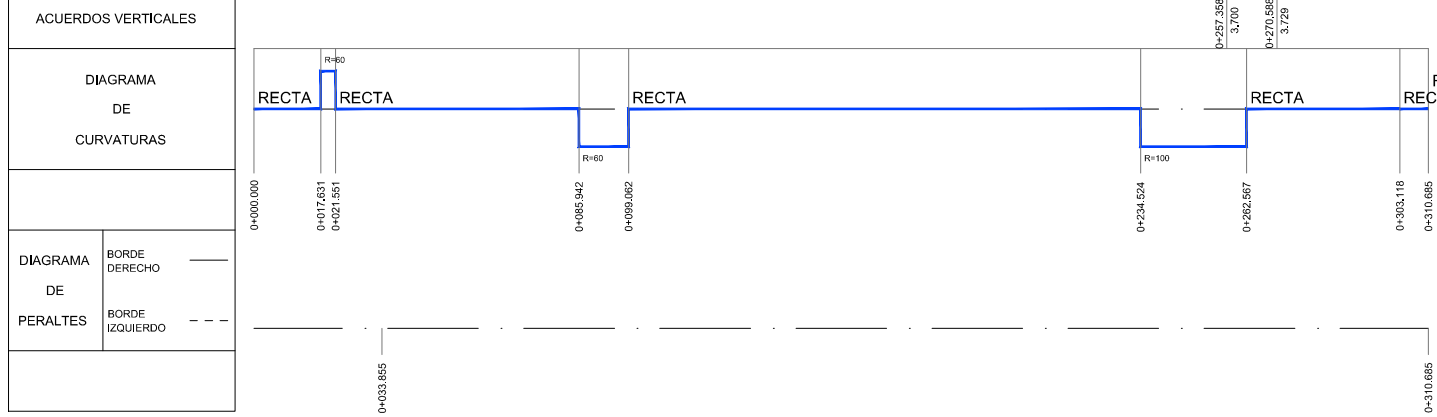 ACUERDOS VERTICALES
0+257.358
3.700
0+270.588
3.729
DIAGRAMA
DE
CURVATURAS
RECTA
R=60
RECTA
R=60
RECTA
R=100
RECTA
REC
0+000.000
0+017.631
0+021.551
0+085.942
0+099.062
0+234.524
0+262.567
0+303.118
0+310.685
DIAGRAMA
DE
PERALTES
BORDE
DERECHO
BORDE
IZQUIERDO
0+033.855
0+310.685